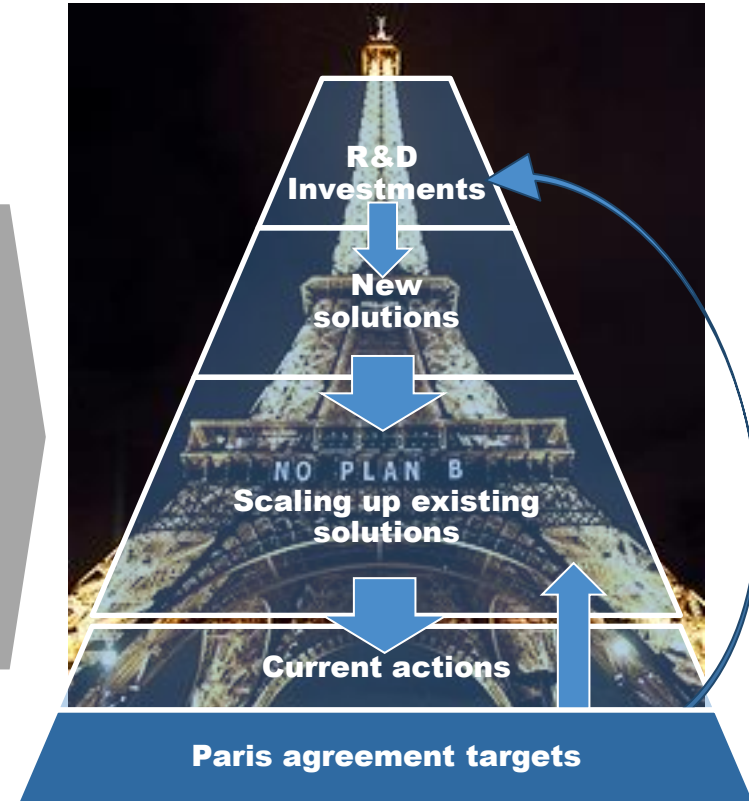 R&D
Investments
New
solutions
NO PLAN B
Scaling up existing
solutions
Current actions
Paris agreement targets